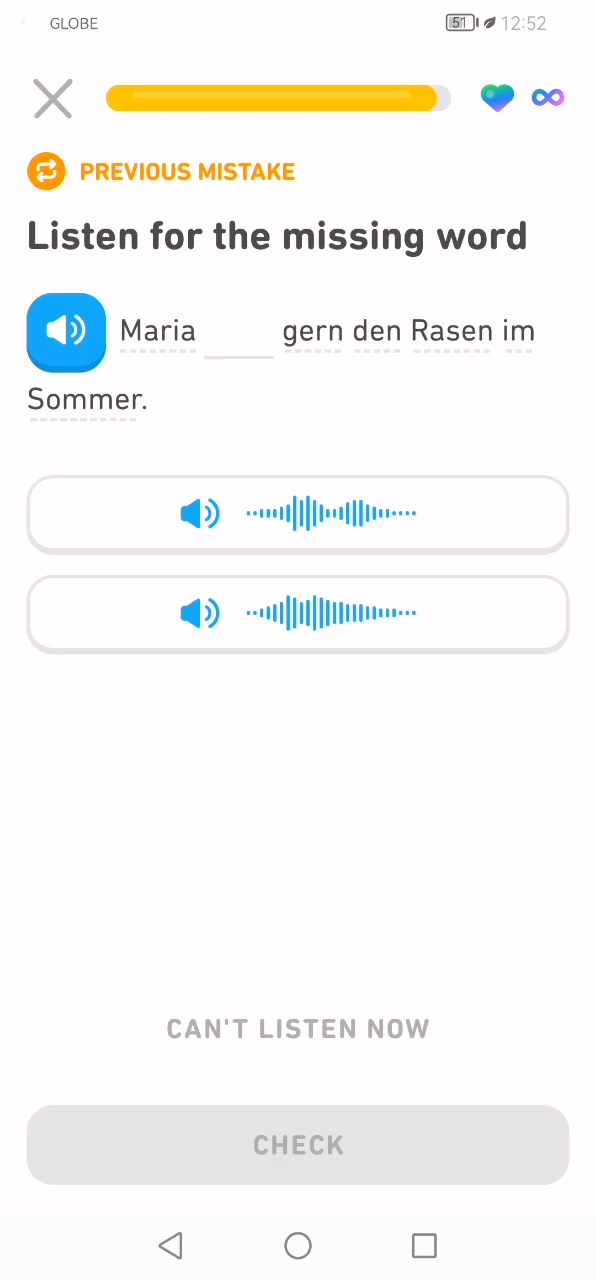 GLOBE 51 12:52
PREVIOUS MISTAKE
Listen for the missing word
Maria _____ gern den Rasen im
Sommer.
CAN'T LISTEN NOW
CHECK